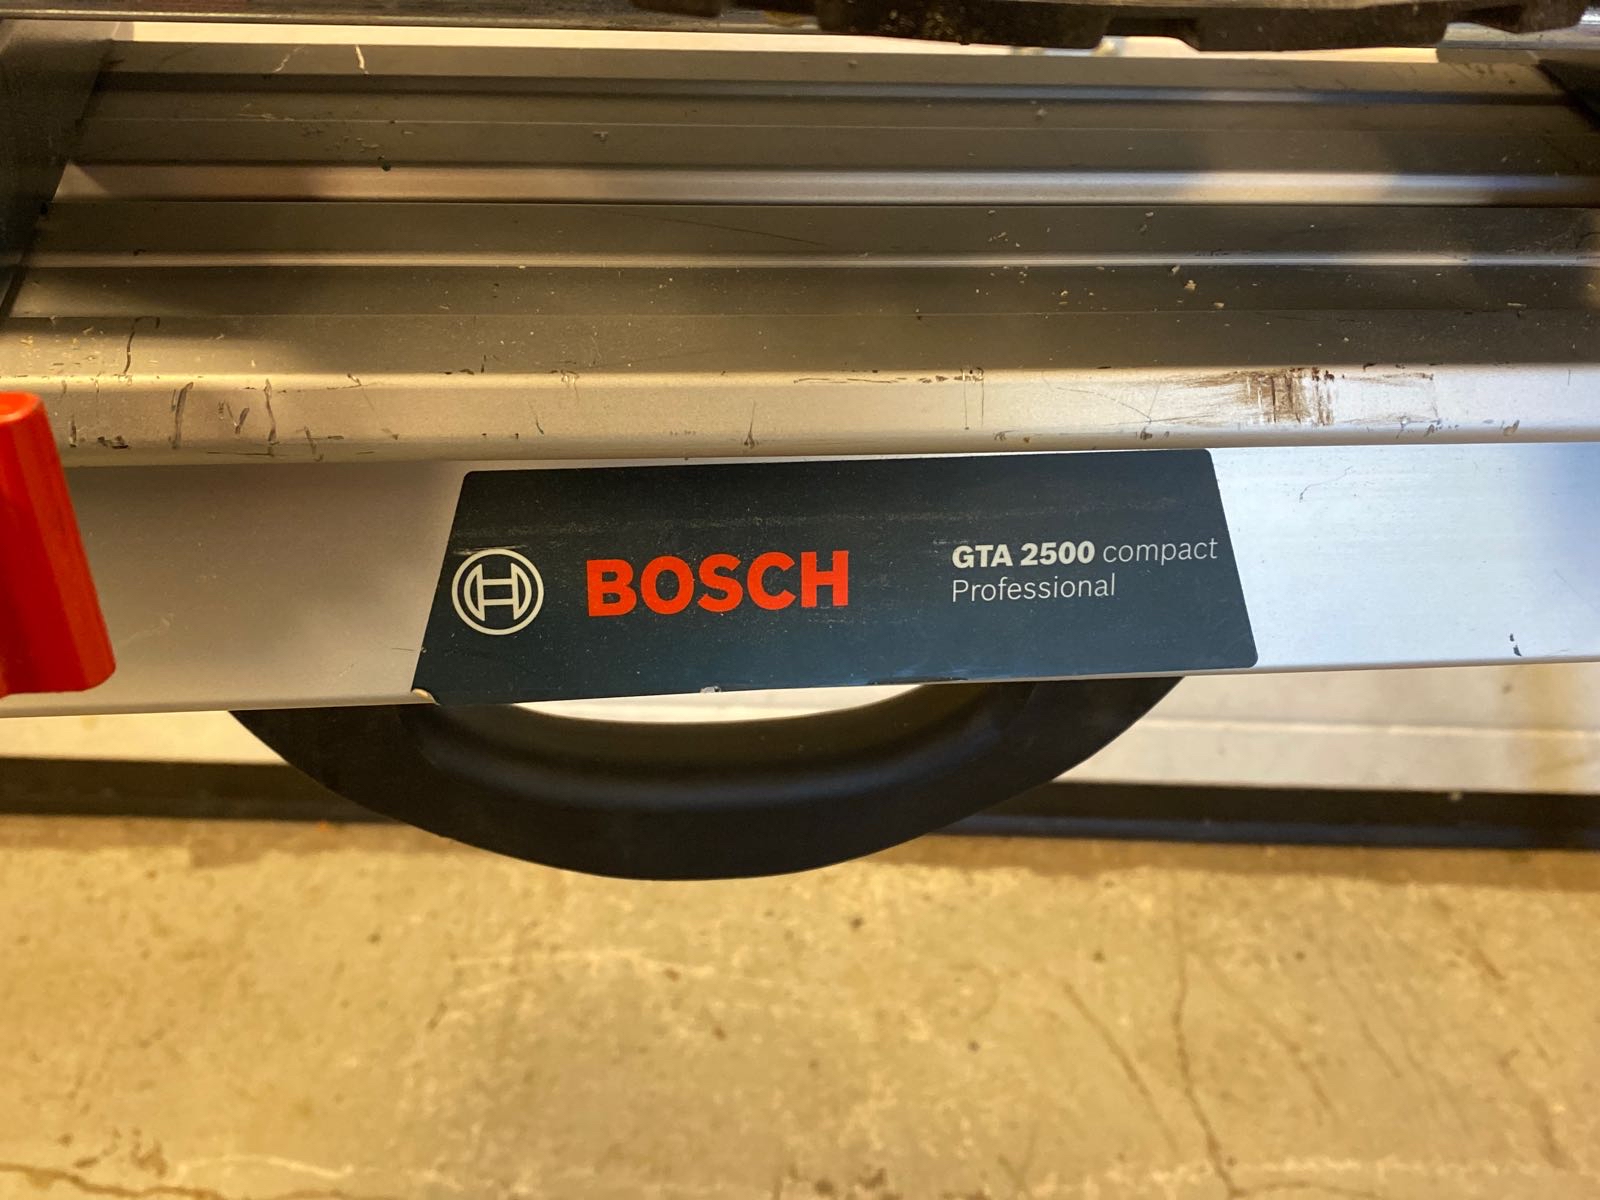 BOSCH
GTA 2500 compact
Professional